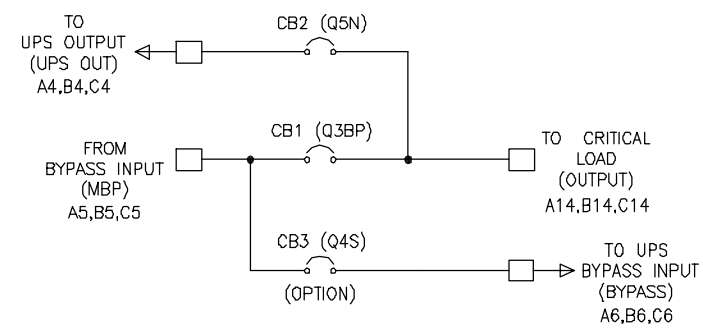 TO
UPS OUTPUT
(UPS OUT)
A4,B4,C4
CB2 (Q5N)
CB1 (Q3BP)
FROM
BYPASS INPUT
(MBP)
A5,B5,C5
TO CRITICAL
LOAD
(OUTPUT)
A14,B14,C14
CB3 (Q4S)
(OPTION)
TO UPS
BYPASS INPUT
(BYPASS)
A6,B6,C6